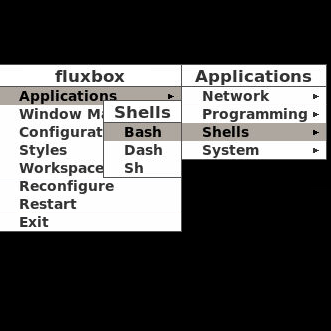 fluxbox
Applications
Window Ma
Configurat
Styles
Workspace
Reconfigure
Restart
Exit
Shells
Bash
Dash
Sh
Applications
Network
Programming
Shells
System